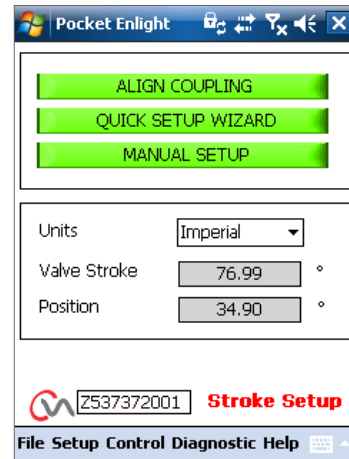 Pocket Enlight
ALIGN COUPLING
QUICK SETUP WIZARD
MANUAL SETUP
Units Imperial
Valve Stroke 76.99 °
Position 34.90 °
Z537372001 Stroke Setup
File Setup Control Diagnostic Help